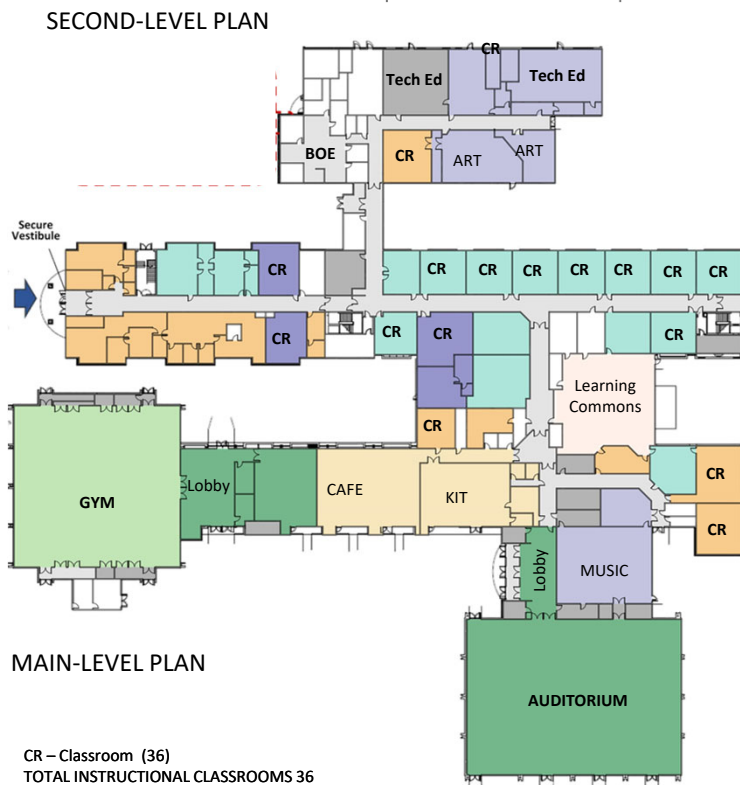 SECOND-LEVEL PLAN
CR
Tech Ed
Tech Ed
BOE
CR
ART
ART
Secure
Vestibule
CR
CR
CR
CR
CR
CR
CR
CR
CR
CR
CR
CR
CR
Learning
Commons
CR
Lobby
CAFE
KIT
GYM
CR
CR
Lobby
MUSIC
MAIN-LEVEL PLAN
AUDITORIUM
CR – Classroom (36)
TOTAL INSTRUCTIONAL CLASSROOMS 36